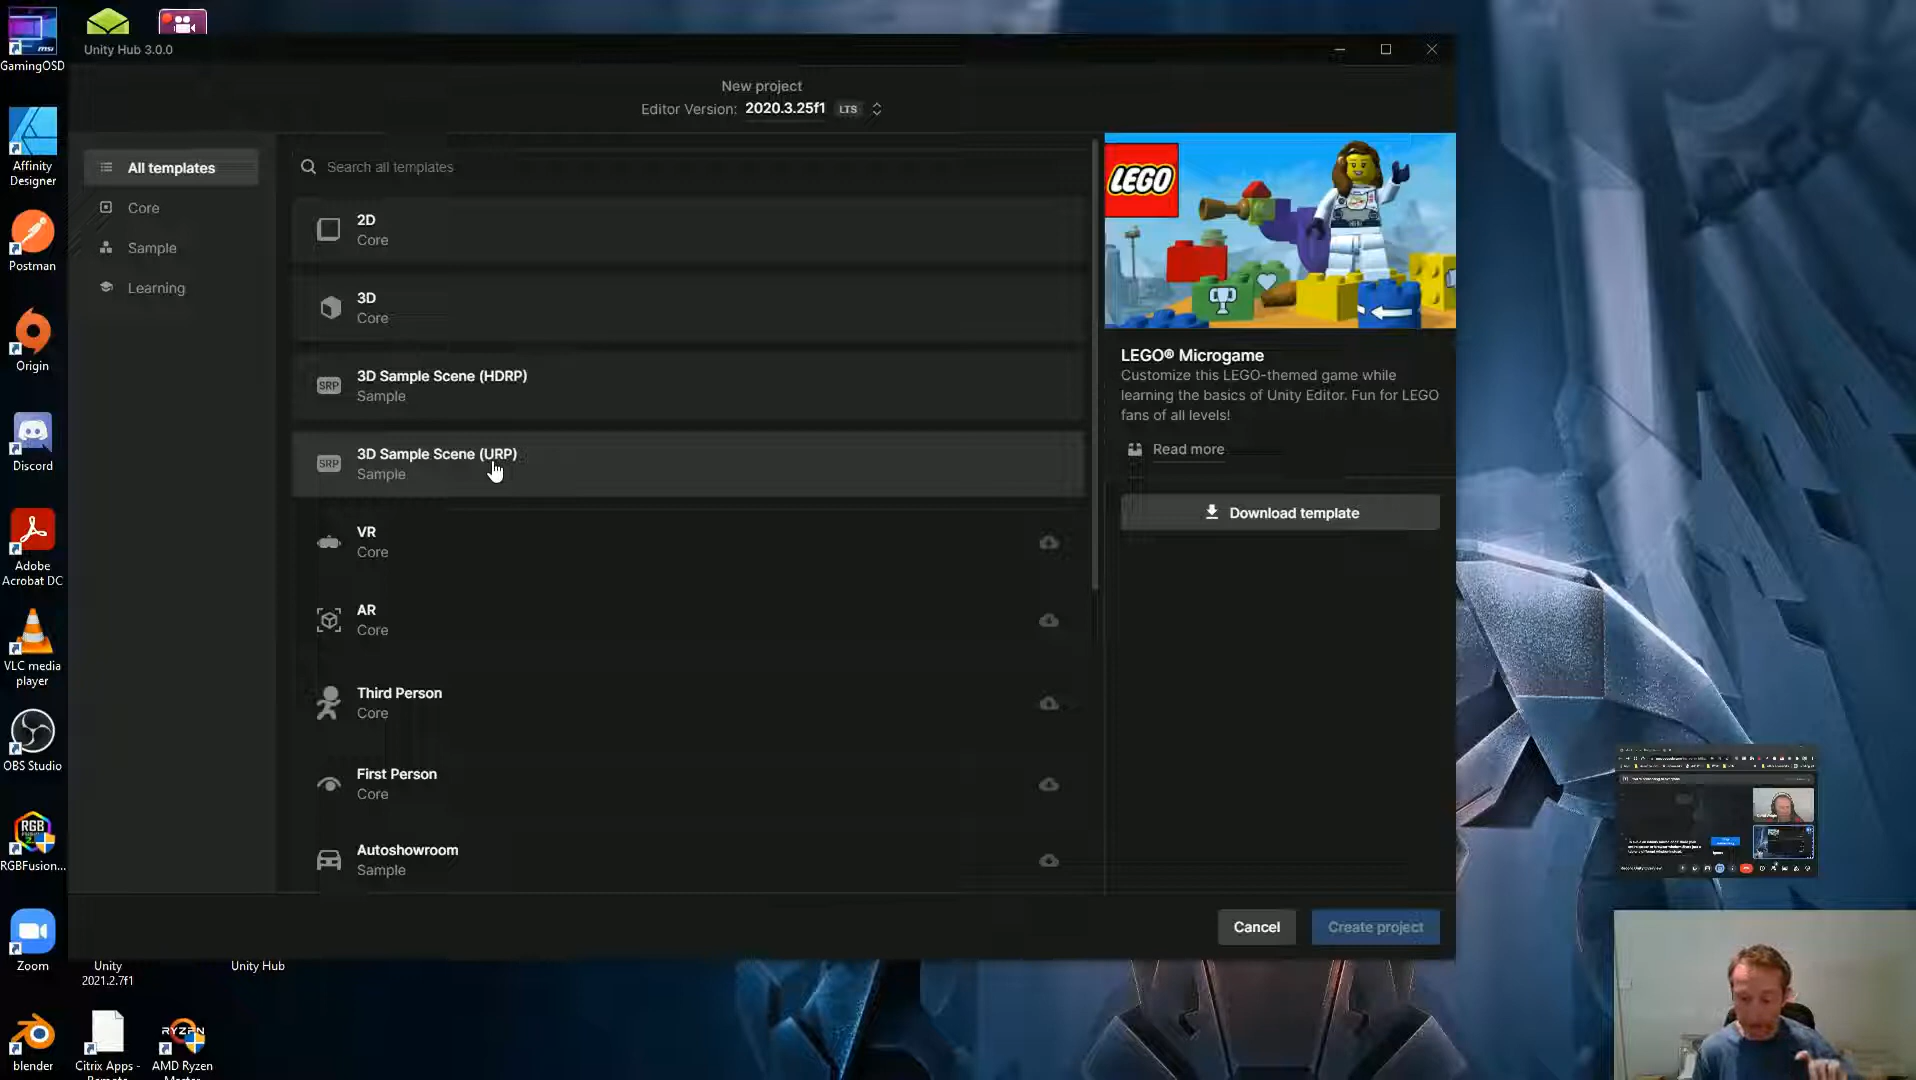 GamingOSD
Unity Hub 3.0.0
New project
Editor Version: 2020.3.25f1 LTS
All templates
Core
Sample
Learning
Search all templates
2D
Core
3D
Core
SRP
3D Sample Scene (HDRP)
Sample
SRP
3D Sample Scene (URP)
Sample
VR
Core
AR
Core
Third Person
Core
First Person
Core
Autoshowroom
Sample
LEGO
LEGO® Microgame
Customize this LEGO-themed game while
learning the basics of Unity Editor. Fun for LEGO
fans of all levels!
Read more
Download template
Cancel
Create project
msi
Affinity
Designer
Postman
Origin
Discord
Adobe
Acrobat DC
VLC media
player
OBS Studio
RGB
RGBFusion...
Zoom
Unity
2021.2.7f1
Unity Hub
blender
Citrix Apps -
RYZEN
AMD Ryzen